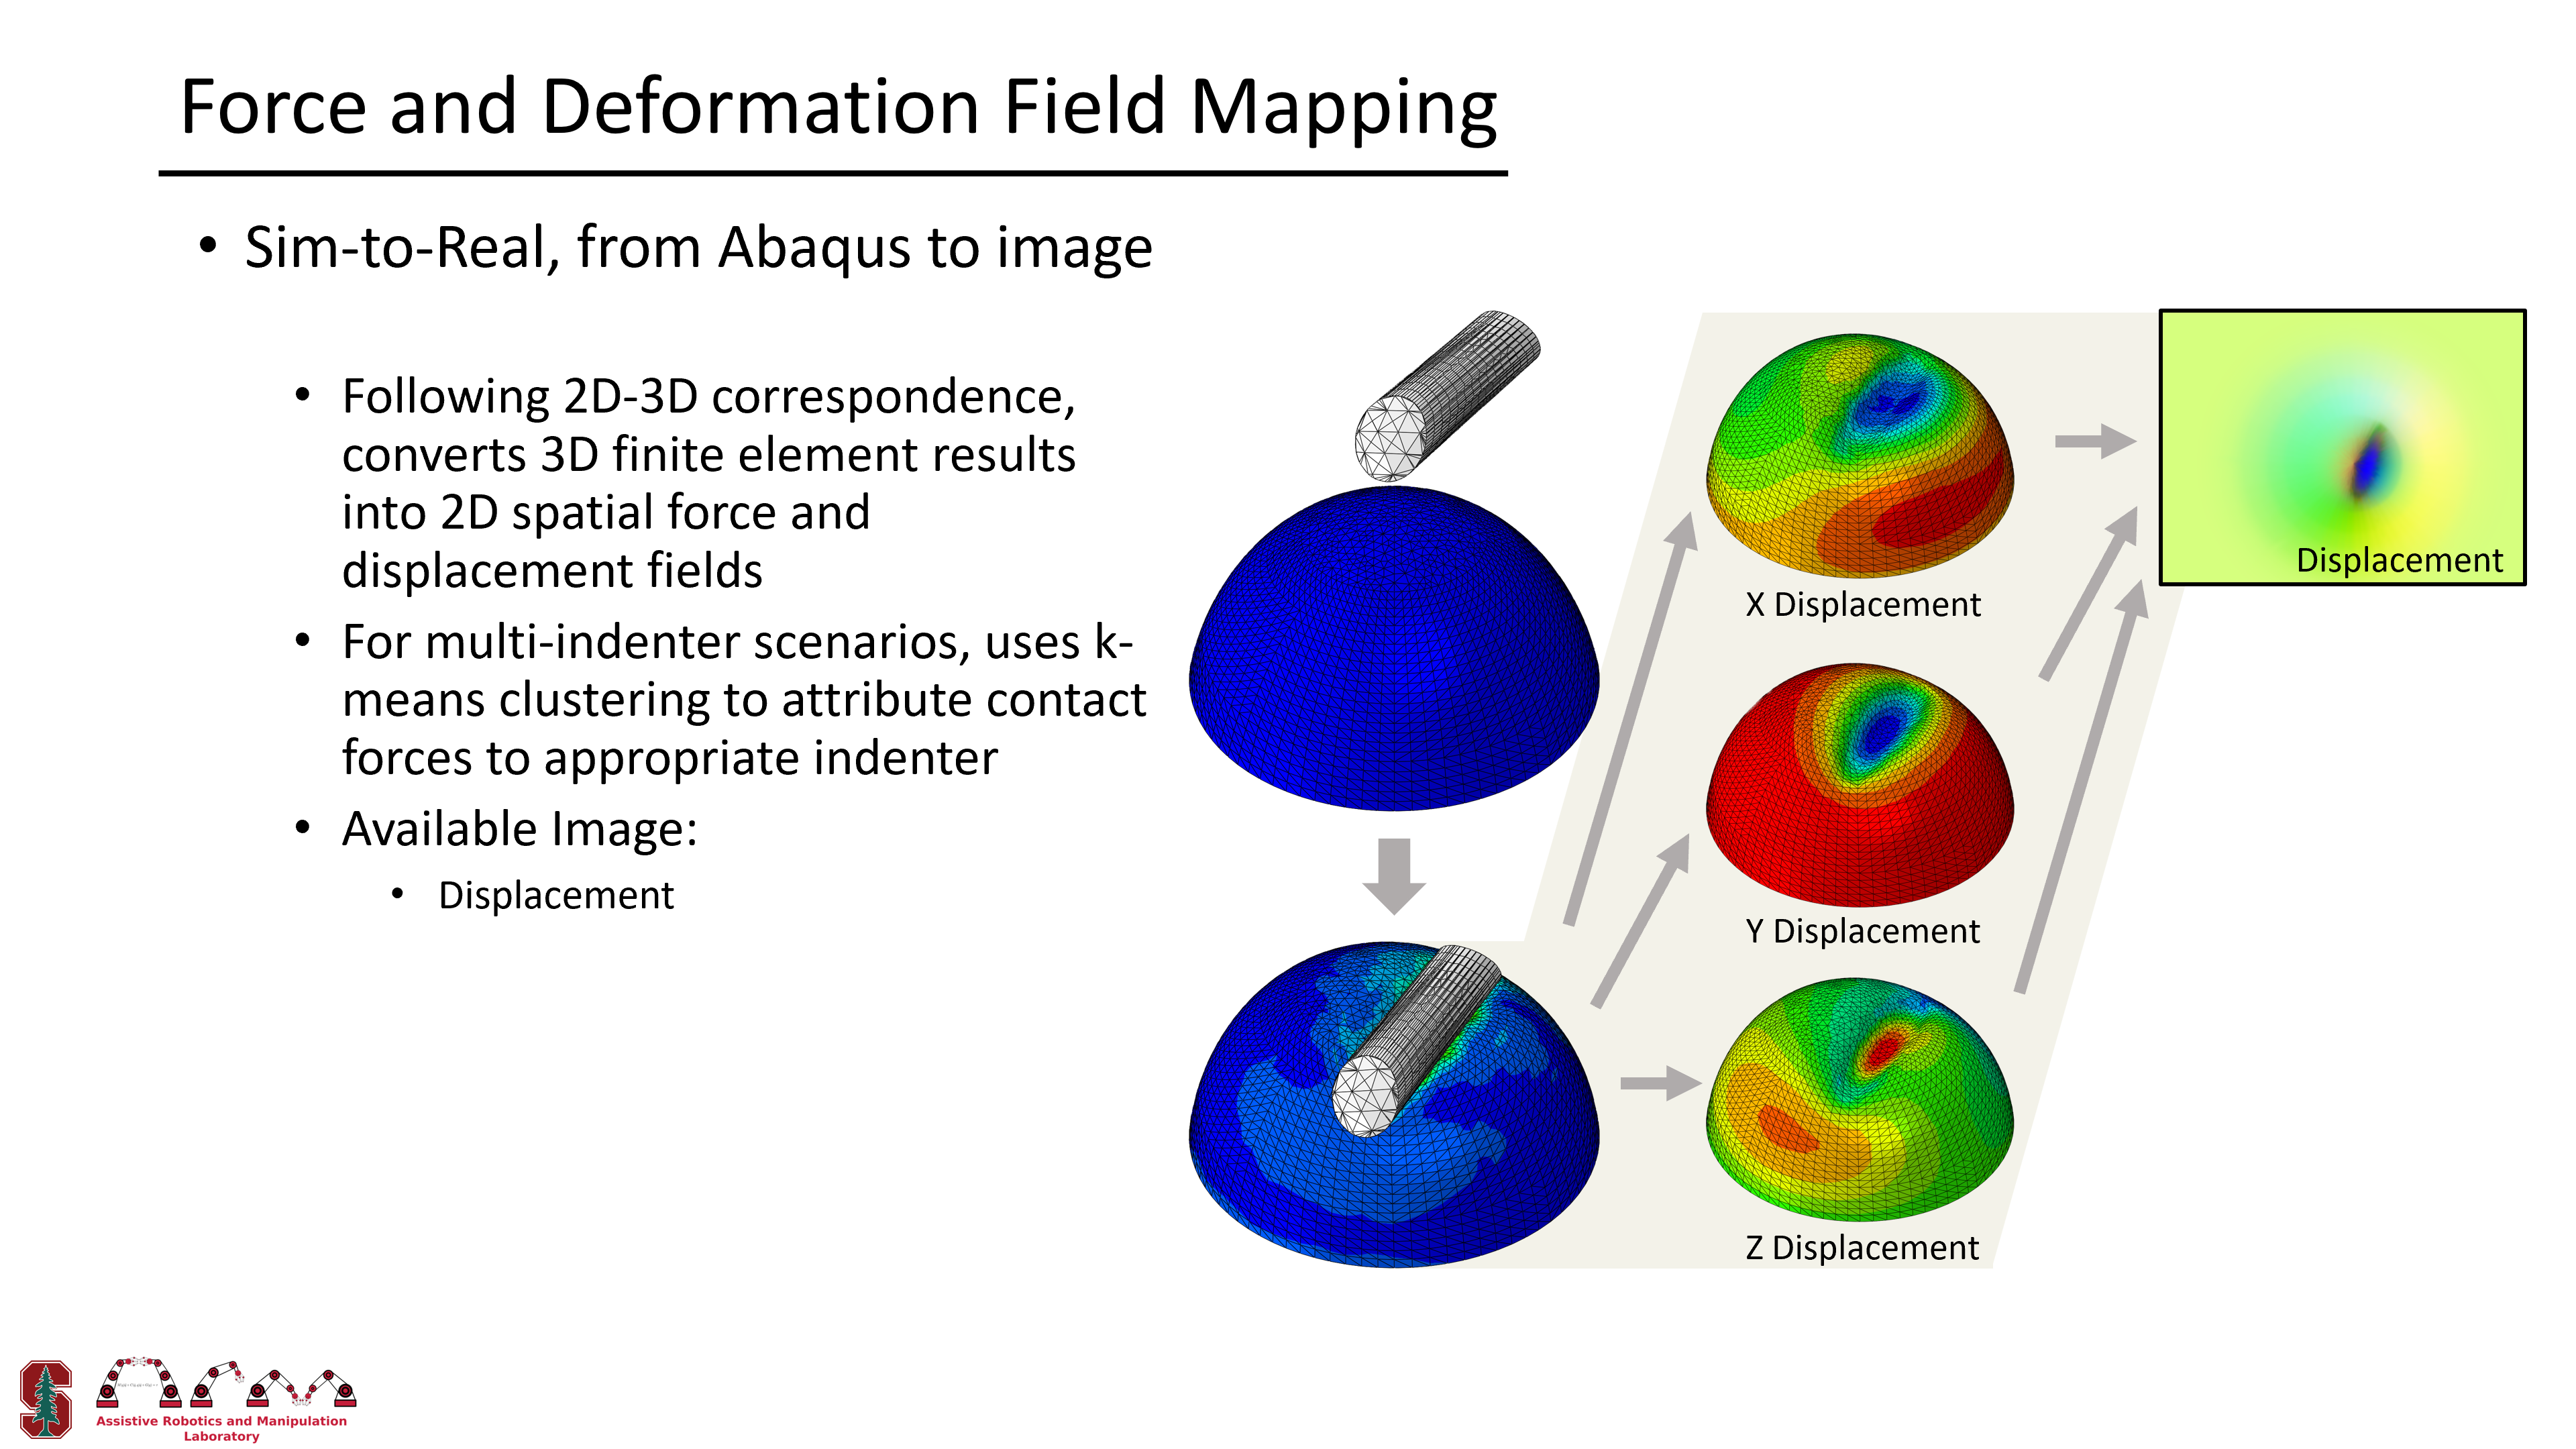 Force and Deformation Field Mapping
• Sim-to-Real, from Abaqus to image
• Following 2D-3D correspondence,
converts 3D finite element results
into 2D spatial force and
displacement fields
• For multi-indenter scenarios, uses k-
means clustering to attribute contact
forces to appropriate indenter
• Available Image:
• Displacement
X Displacement
Y Displacement
Z Displacement
Displacement
Assistive Robotics and Manipulation
Laboratory